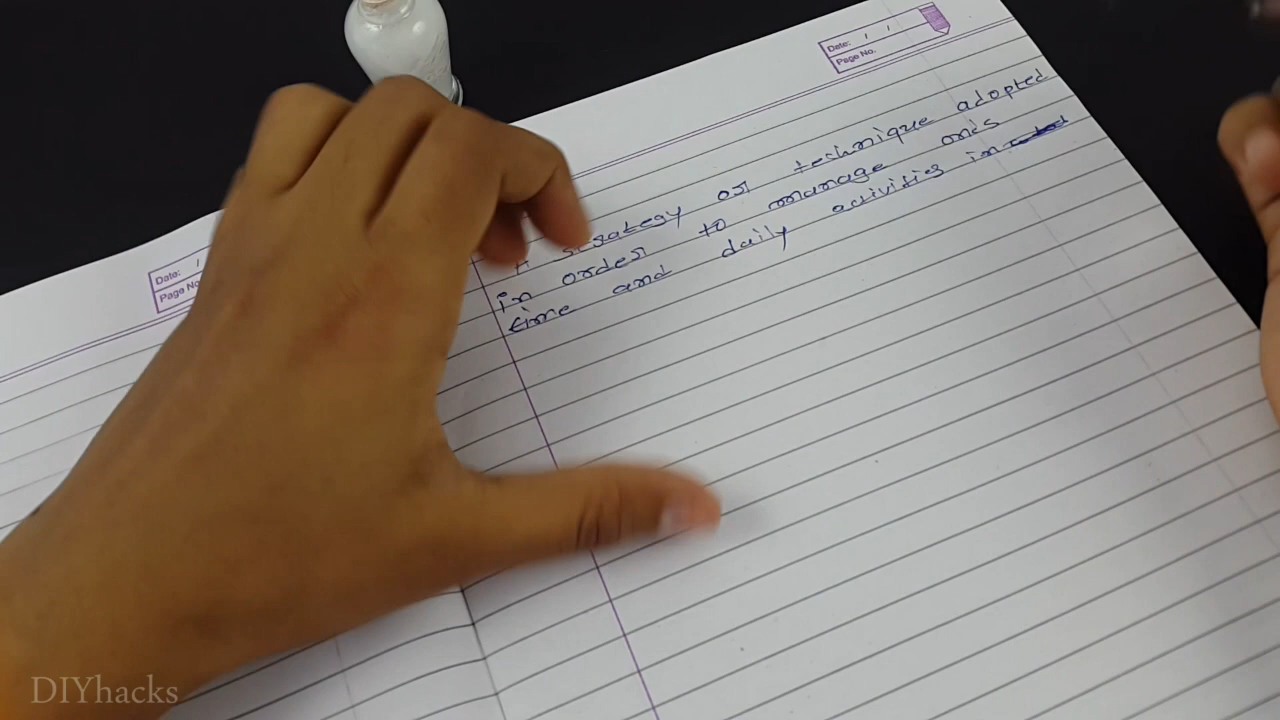 Date: / /
Page No.
A strategy or technique adopted
in order to manage onis
time and daily activities in
Date: /
Page No
DIYhacks